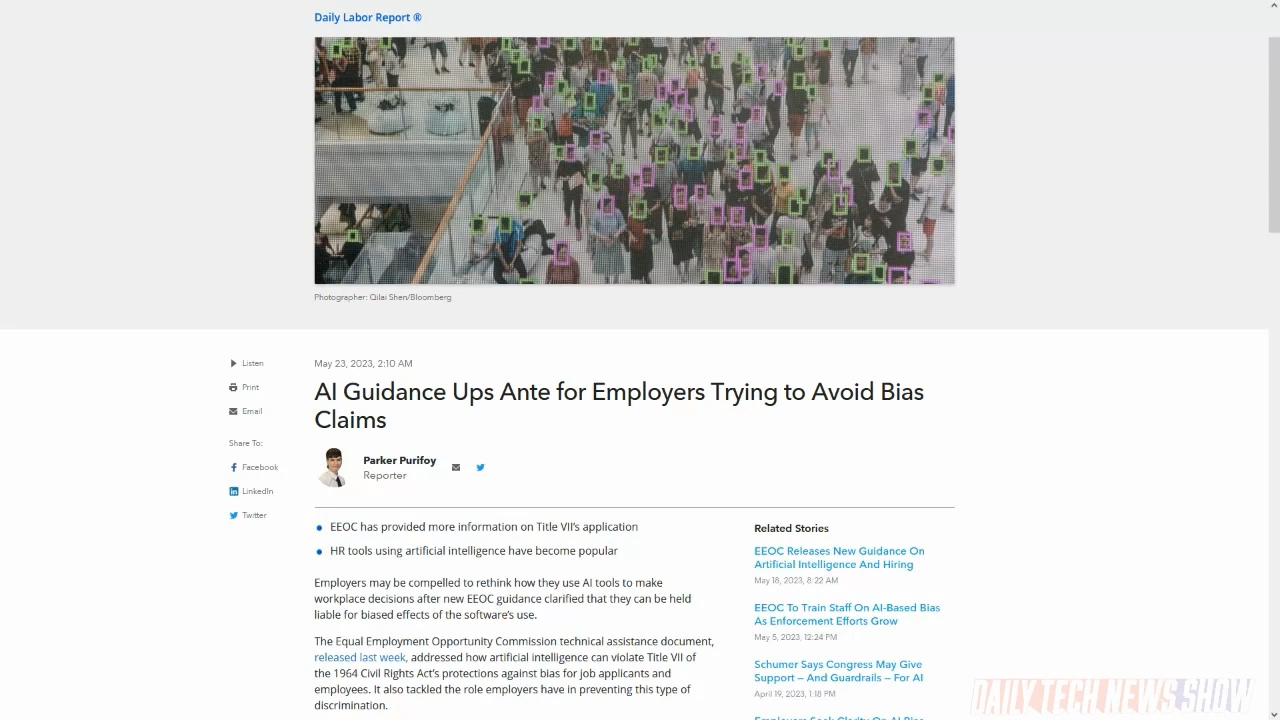 Daily Labor Report ®
Photographer: Qilai Shen/Bloomberg
Listen
Print
Email
Share To:
Facebook
LinkedIn
Twitter
May 23, 2023, 2:10 AM
AI Guidance Ups Ante for Employers Trying to Avoid Bias
Claims
Parker Purifoy
Reporter
EEOC has provided more information on Title VII's application
HR tools using artificial intelligence have become popular
Employers may be compelled to rethink how they use AI tools to make
workplace decisions after new EEOC guidance clarified that they can be held
liable for biased effects of the software's use.
The Equal Employment Opportunity Commission technical assistance document,
released last week, addressed how artificial intelligence can violate Title VII of
the 1964 Civil Rights Act's protections against bias for job applicants and
employees. It also tackled the role employers have in preventing this type of
discrimination.
Related Stories
EEOC Releases New Guidance On
Artificial Intelligence And Hiring
May 18, 2023, 8:22 AM
EEOC To Train Staff On AI-Based Bias
As Enforcement Efforts Grow
May 5, 2023, 12:24 PM
Schumer Says Congress May Give
Support – And Guardrails – For AI
April 19, 2023, 1:18 PM
Employers Seek Clarity On AI Bias
DAILY TECH NEWS SHOW